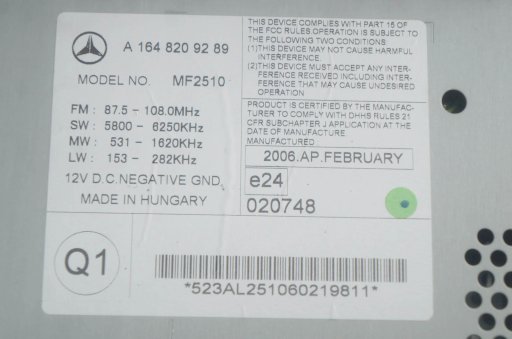 A 164 820 92 89
MODEL NO. MF2510
FM : 87.5 - 108.0MHz
SW : 5800 - 6250KHz
MW : 531 - 1620KHz
LW : 153 - 282KHz
12V D.C.NEGATIVE GND.
MADE IN HUNGARY
THIS DEVICE COMPLIES WITH PART 15 OF
THE FCC RULES.OPERATION IS SUBJECT TO
THE FOLLOWING TWO CONDITIONS:
(1)THIS DEVICE MAY NOT CAUSE HARMFUL
INTERFERENCE.
(2)THIS DEVICE MUST ACCEPT ANY INTER-
FERENCE RECEIVED INCLUDING INTER-
FERENCE THAT MAY CAUSE UNDESIRED
OPERATION
PRODUCT IS CERTIFIED BY THE MANUFAC-
TURER TO COMPLY WITH DHHS RULES 21
CFR SUBCHAPTER J APPLICATION AT THE
DATE OF MANUFACTURE
MANUFACTURED
2006.AP.FEBRUARY
e24
020748
Q1
*523AL251060219811*